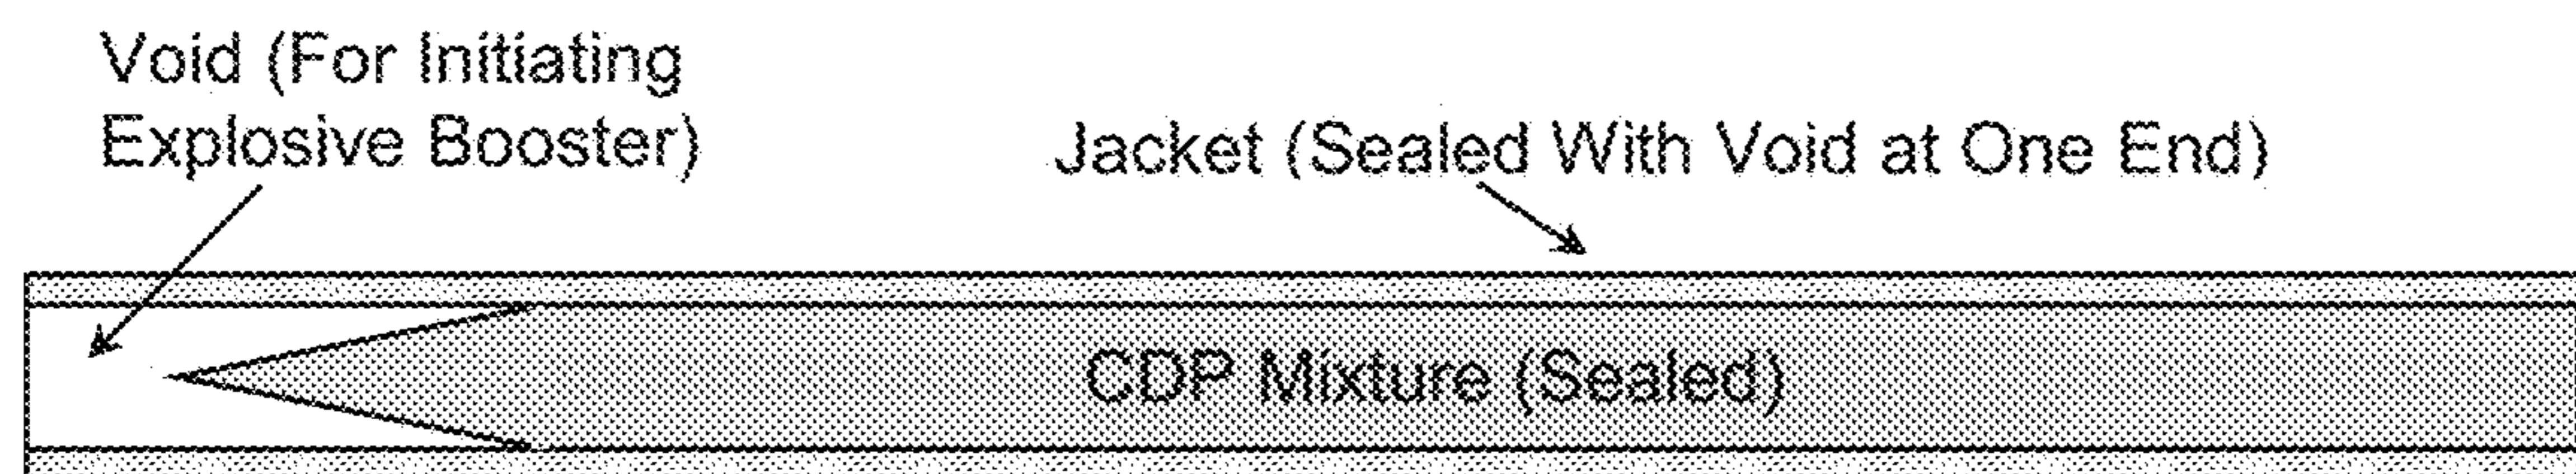 Void (For Initiating
Explosive Booster)
Jacket (Sealed With Void at One End)
CDP Mixture (Sealed)